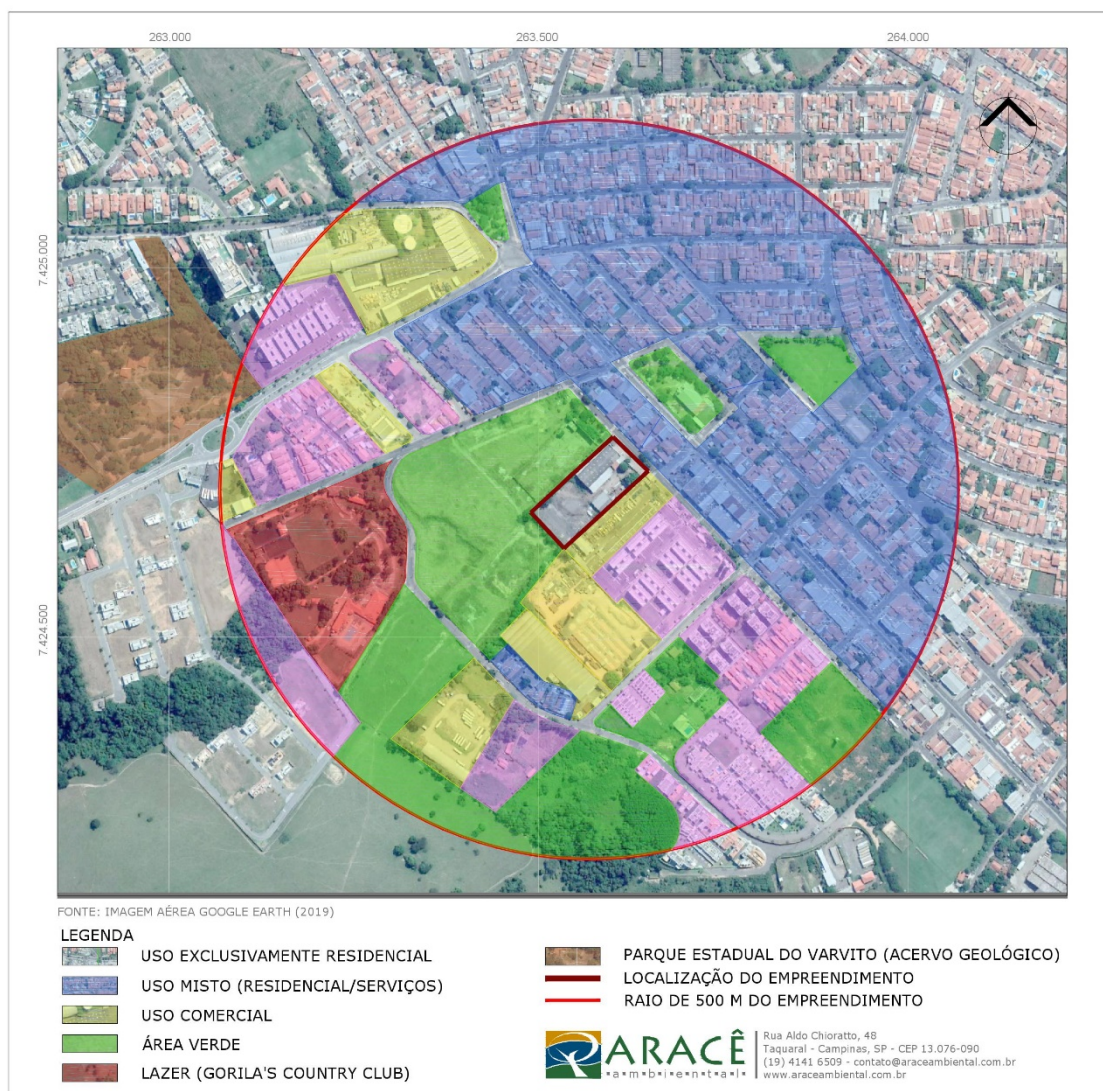 263.000 263.500 264.000
7.425.000
7.424.500
FONTE: IMAGEM AÉREA GOOGLE EARTH (2019)
LEGENDA
USO EXCLUSIVAMENTE RESIDENCIAL
USO MISTO (RESIDENCIAL/SERVIÇOS)
USO COMERCIAL
ÁREA VERDE
LAZER (GORILA'S COUNTRY CLUB)
PARQUE ESTADUAL DO VARVITO (ACERVO GEOLÓGICO)
LOCALIZAÇÃO DO EMPREENDIMENTO
RAIO DE 500 M DO EMPREENDIMENTO
ARACÊ
ambiental
Rua Aldo Chioratto, 48
Taquaral - Campinas, SP - CEP 13.076-090
(19) 4141 6509 - contato@araceambiental.com.br
www.araceambiental.com.br